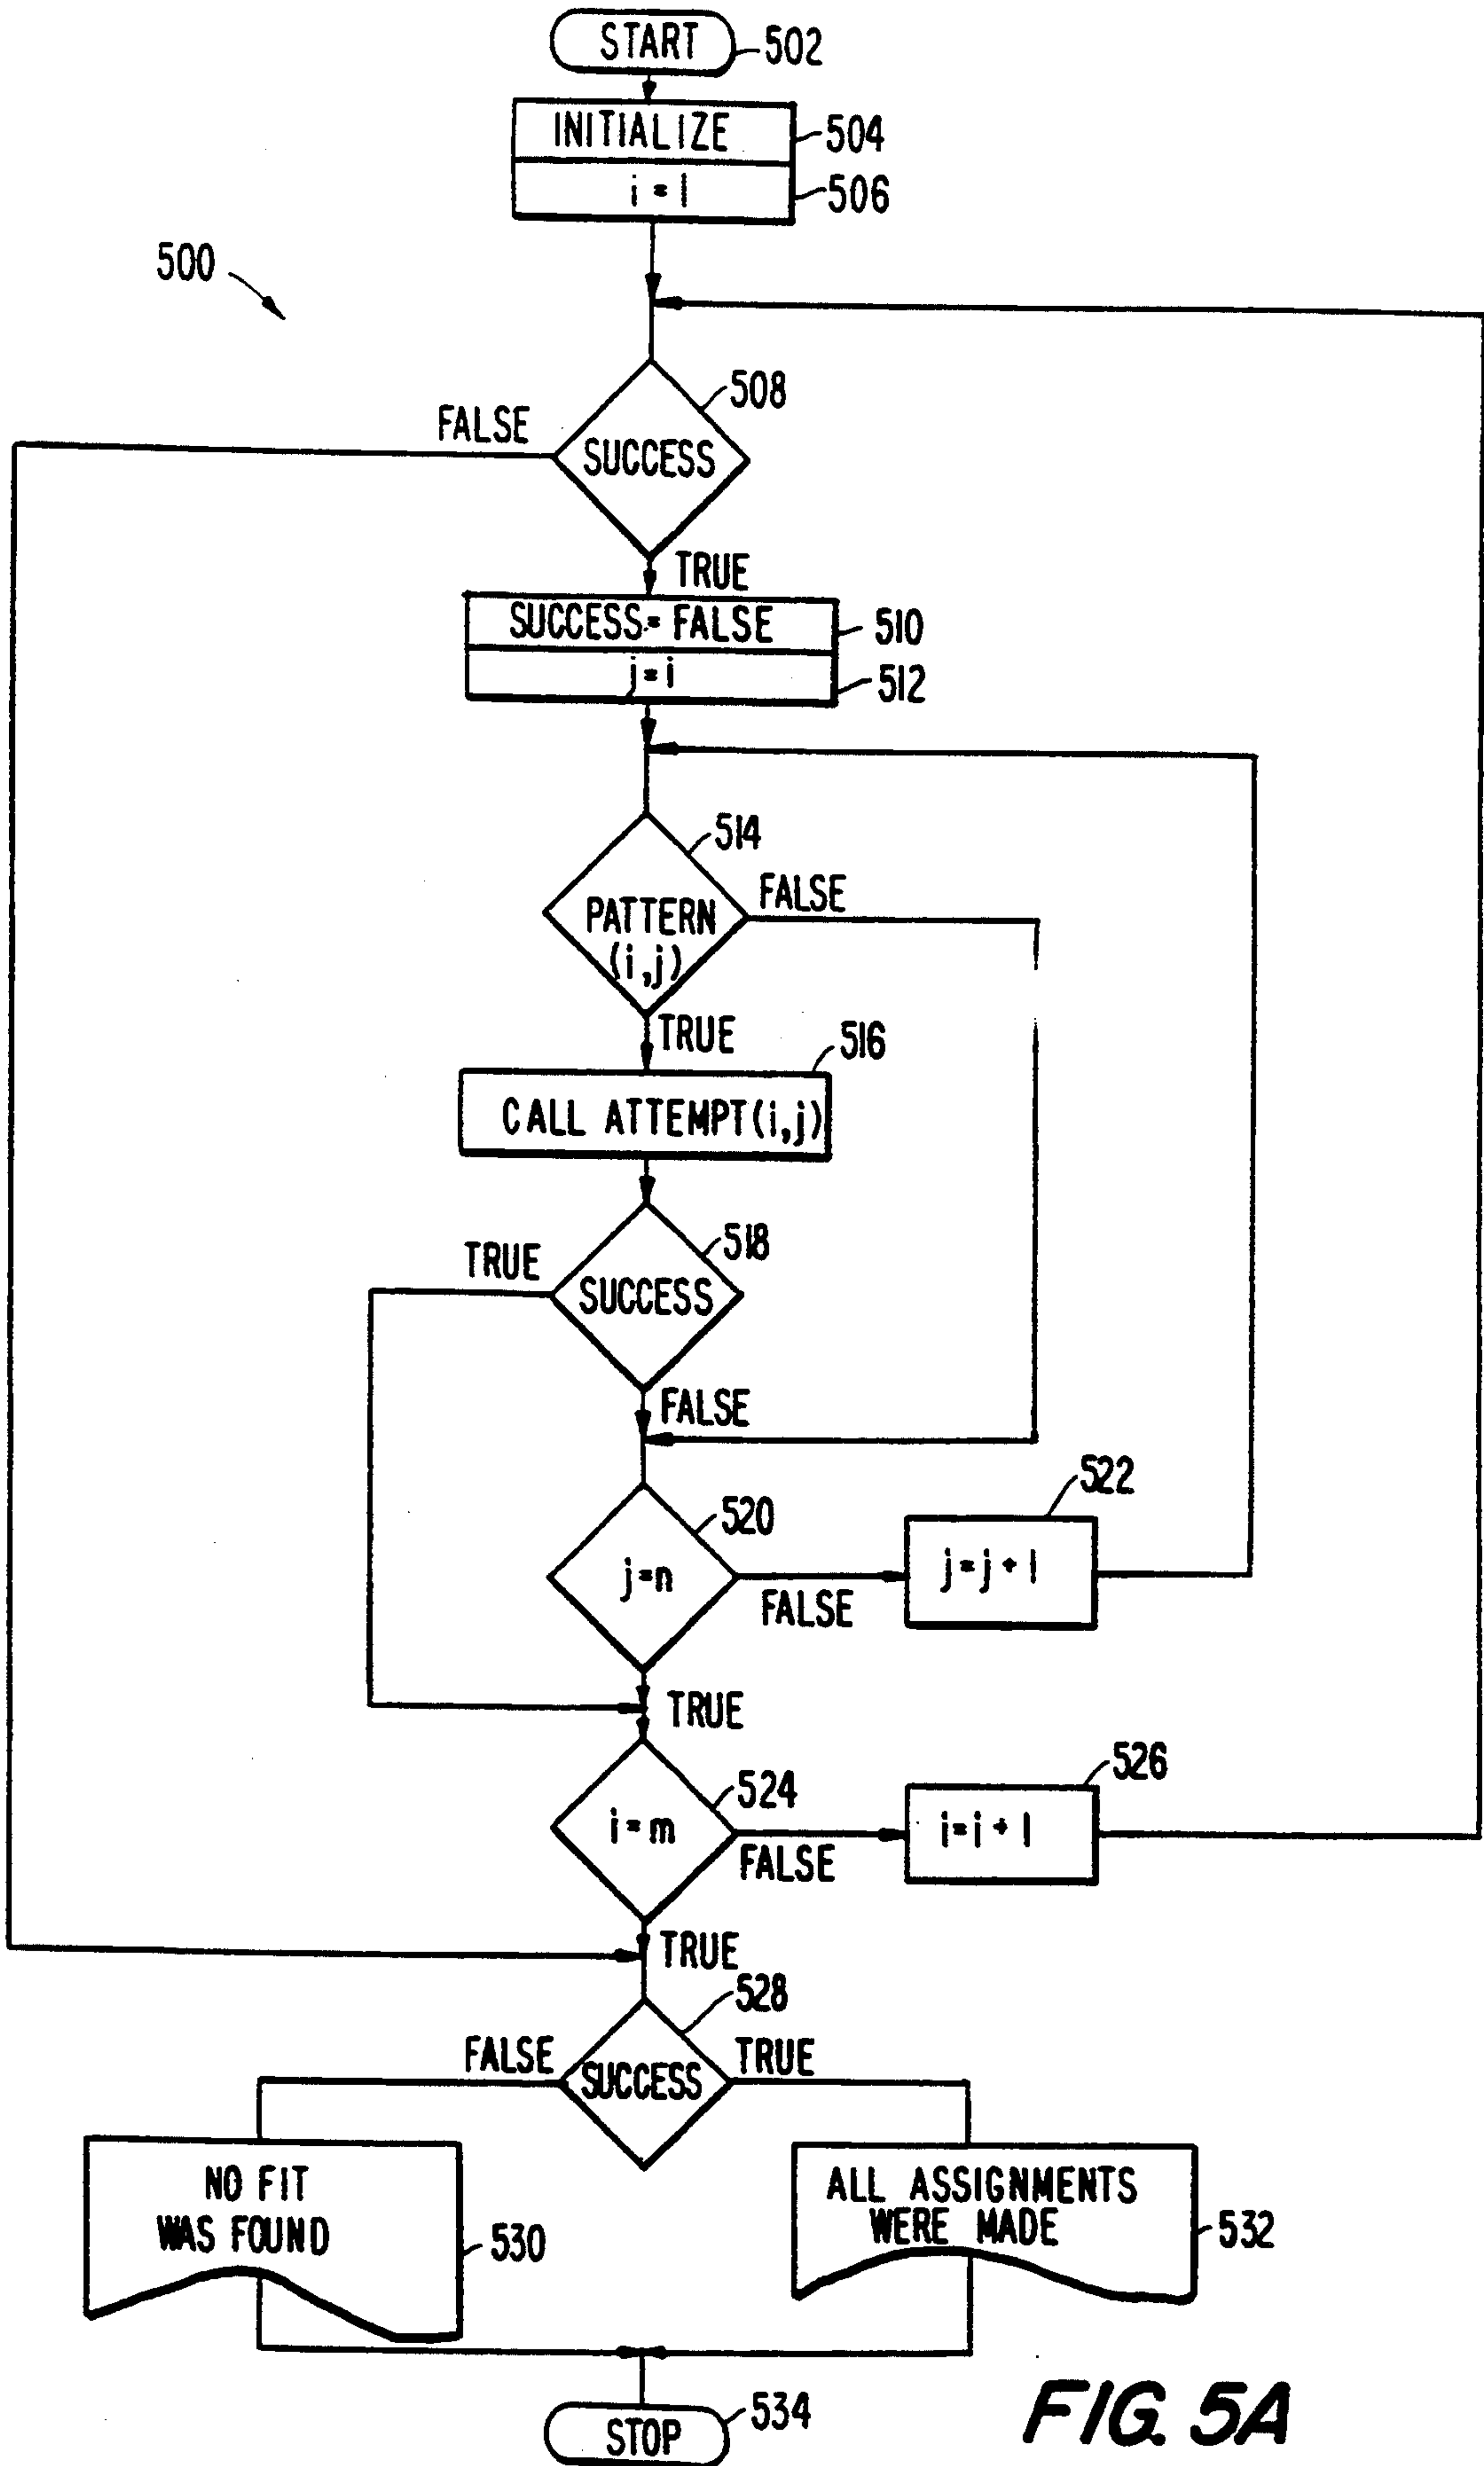 START
502
INITIALIZE
504
i = 1
506
500
508
FALSE
SUCCESS
TRUE
SUCCESS = FALSE
510
j = i
512
514
FALSE
PATTERN
(i,j)
TRUE
516
CALL ATTEMPT(i,j)
518
TRUE
SUCCESS
FALSE
522
520
j=n
j=j+1
FALSE
TRUE
526
524
i=m
i=i+1
FALSE
TRUE
528
FALSE
TRUE
SUCCESS
NO FIT
WAS FOUND
530
ALL ASSIGNMENTS
WERE MADE
532
534
STOP
FIG. 5A